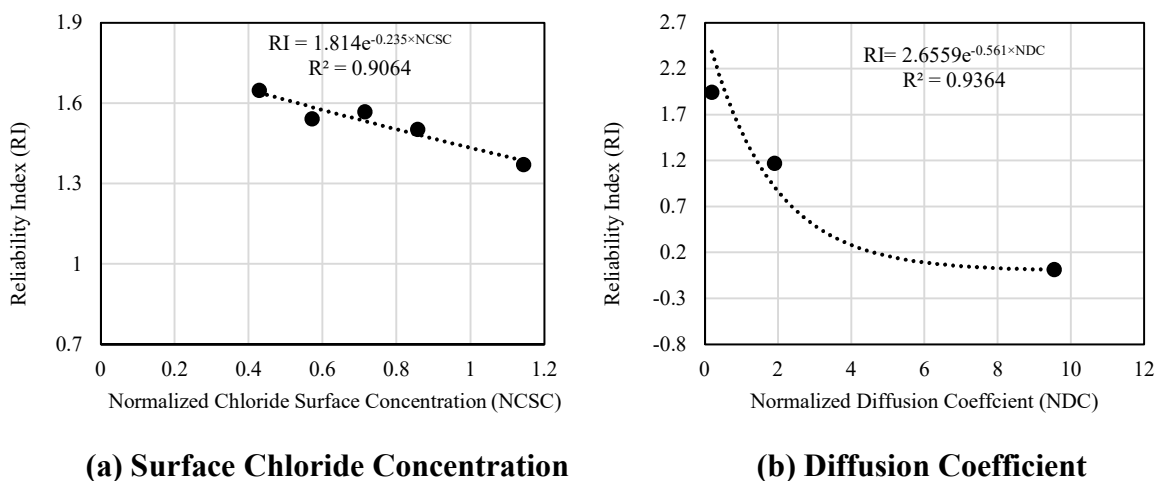 1.9
1.6
1.3
1
0.7
RI = 1.814e^-0.235×NCSC
R² = 0.9064
Reliability Index (RI)
0 0.2 0.4 0.6 0.8 1 1.2
Normalized Chloride Surface Concentration (NCSC)
(a) Surface Chloride Concentration
2.7
2.2
1.7
1.2
0.7
0.2
-0.3
-0.8
RI= 2.6559e^-0.561×NDC
R² = 0.9364
Reliability Index (RI)
0 2 4 6 8 10 12
Normalized Diffusion Coeffcient (NDC)
(b) Diffusion Coefficient